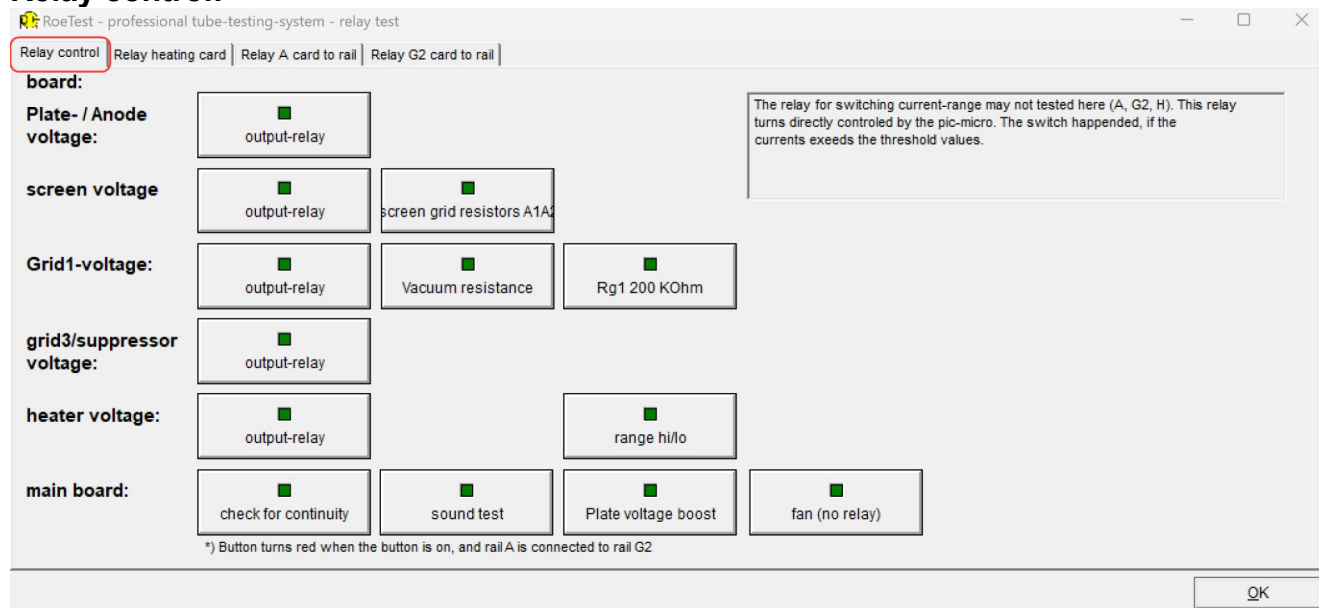 RoeTest - professional tube-testing-system - relay test
Relay control
Relay heating card
Relay A card to rail
Relay G2 card to rail
board:
Plate- / Anode
voltage:
output-relay
The relay for switching current-range may not tested here (A, G2, H). This relay
turns directly controled by the pic-micro. The switch happended, if the
currents exeeds the threshold values.
screen voltage
output-relay
screen grid resistors A1A2
Grid1-voltage:
output-relay
Vacuum resistance
Rg1 200 KOhm
grid3/suppressor
voltage:
output-relay
heater voltage:
output-relay
range hi/lo
main board:
check for continuity
sound test
Plate voltage boost
fan (no relay)
*) Button turns red when the button is on, and rail A is connected to rail G2
OK